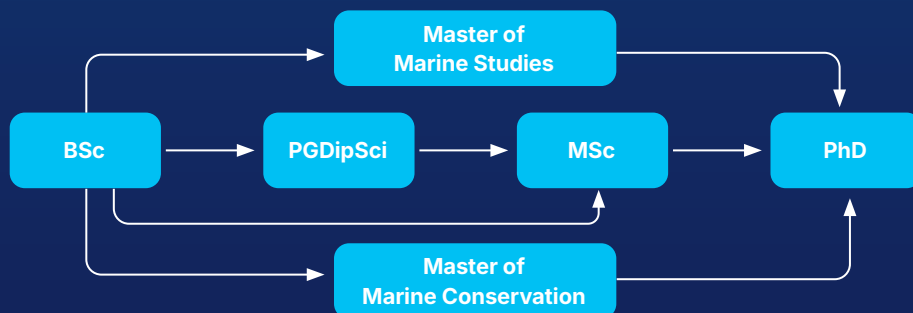 Master of
Marine Studies
BSc
PGDipSci
MSc
PhD
Master of
Marine Conservation